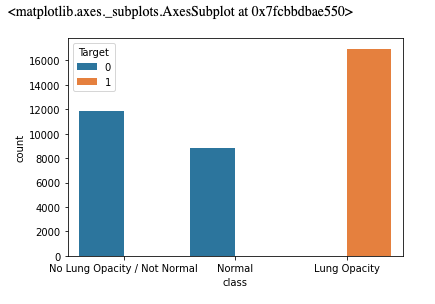 <matplotlib.axes._subplots.AxesSubplot at 0x7fcbbdbae550>
Target
0
1
16000
14000
12000
10000
8000
6000
4000
2000
0
count
No Lung Opacity / Not Normal Normal Lung Opacity
class